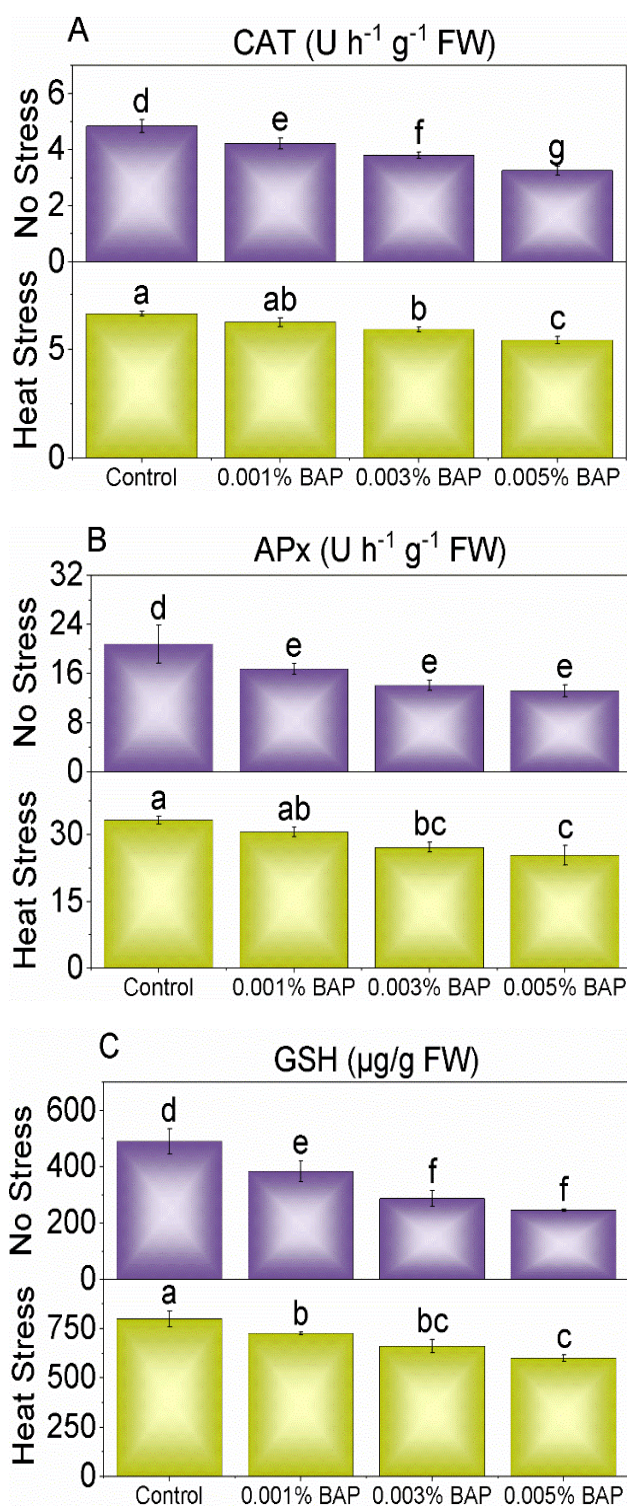 A
CAT (U h⁻¹ g⁻¹ FW)
No Stress
6
4
2
0
d
e
f
g
Heat Stress
5
0
a
ab
b
c
Control 0.001% BAP 0.003% BAP 0.005% BAP
B
APx (U h⁻¹ g⁻¹ FW)
No Stress
32
24
16
8
0
d
e
e
e
Heat Stress
30
15
0
a
ab
bc
c
Control 0.001% BAP 0.003% BAP 0.005% BAP
C
GSH (µg/g FW)
No Stress
600
400
200
0
d
e
f
f
Heat Stress
750
500
250
0
a
b
bc
c
Control 0.001% BAP 0.003% BAP 0.005% BAP